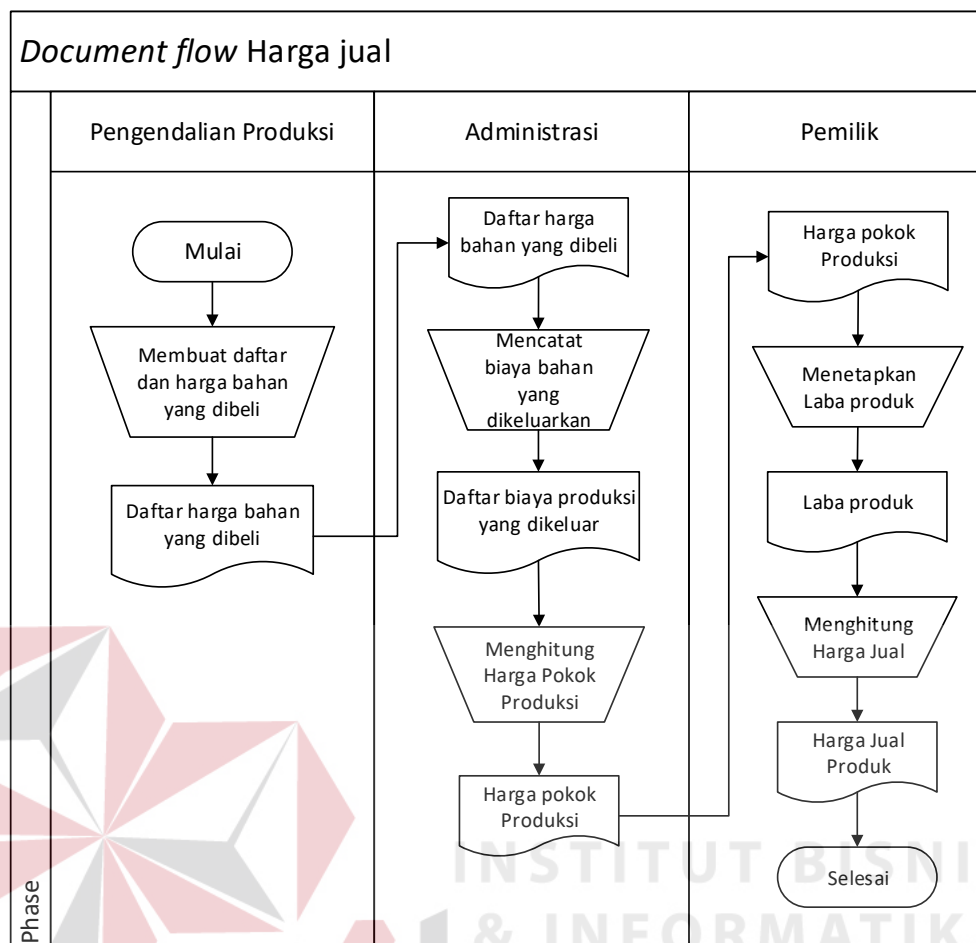 Document flow Harga jual
Pengendalian Produksi
Administrasi
Pemilik
Mulai
Membuat daftar
dan harga bahan
yang dibeli
Daftar harga bahan
yang dibeli
Daftar harga
bahan yang dibeli
Mencatat
biaya bahan
yang
dikeluarkan
Daftar biaya produksi
yang dikeluar
Menghitung
Harga Pokok
Produksi
Harga pokok
Produksi
Harga pokok
Produksi
Menetapkan
Laba produk
Laba produk
Menghitung
Harga Jual
Harga Jual
Produk
Selesai
Phase
INSTITUT BISNI
& INFORMATIK